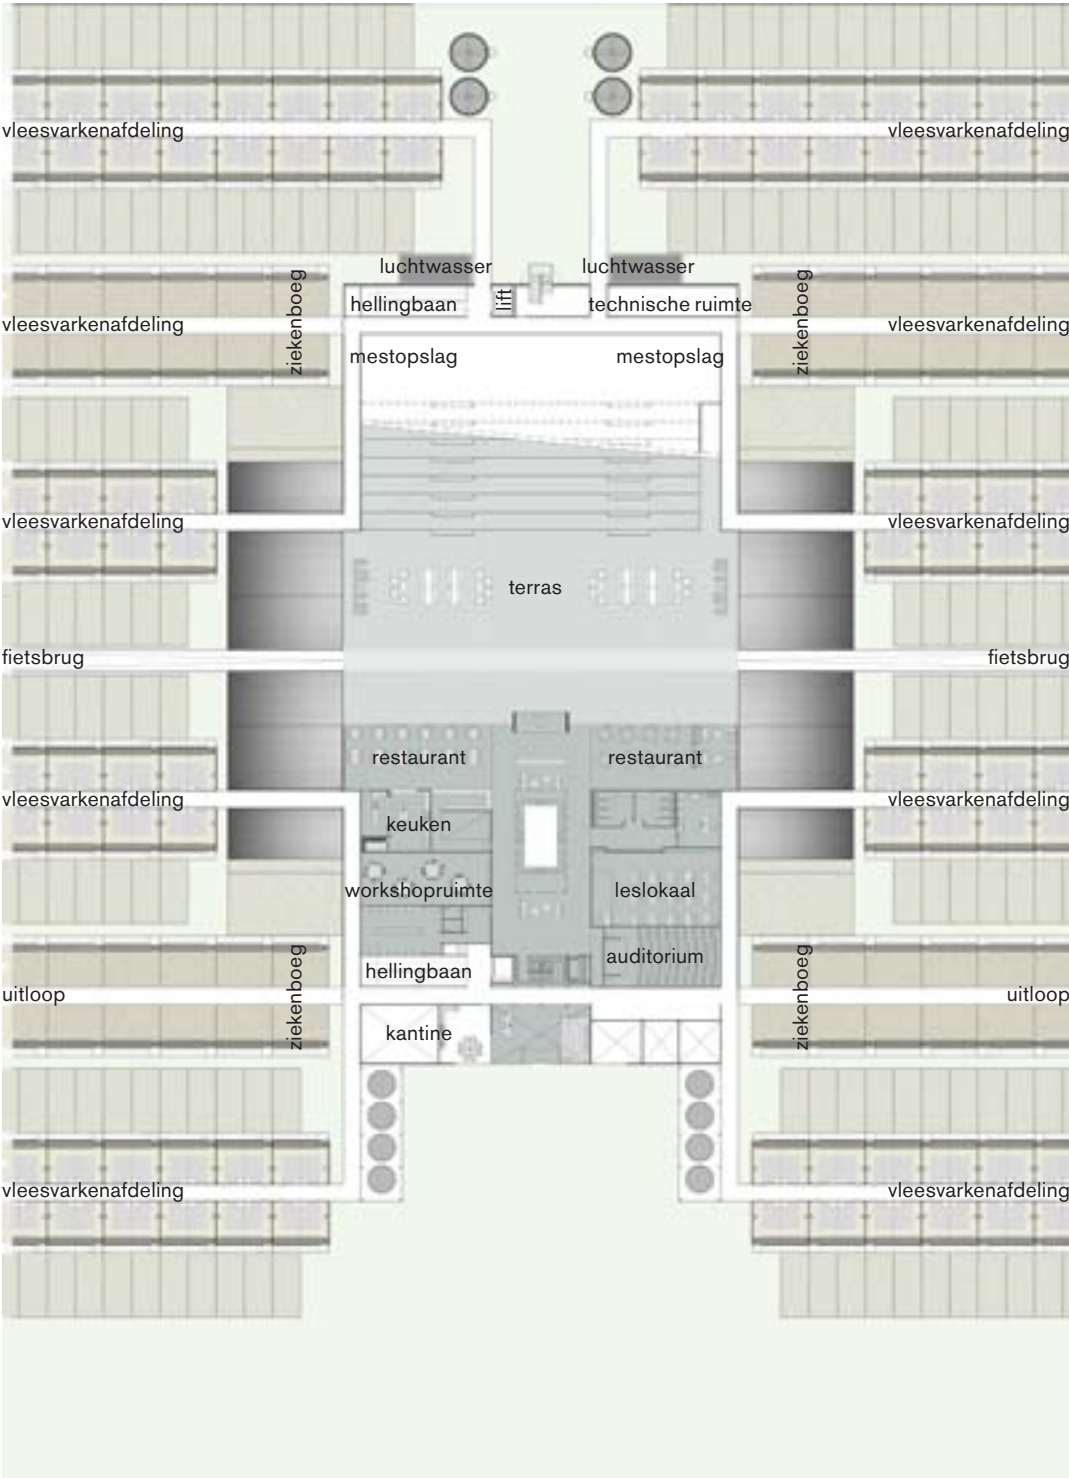 vleesvarkenafdeling
vleesvarkenafdeling
luchtwasser
luchtwasser
ziekenboeg
hellingbaan
lift
technische ruimte
ziekenboeg
vleesvarkenafdeling
vleesvarkenafdeling
mestopslag
mestopslag
vleesvarkenafdeling
vleesvarkenafdeling
terras
fietsbrug
fietsbrug
restaurant
restaurant
vleesvarkenafdeling
vleesvarkenafdeling
keuken
workshopruimte
leslokaal
auditorium
hellingbaan
ziekenboeg
ziekenboeg
uitloop
uitloop
kantine
vleesvarkenafdeling
vleesvarkenafdeling